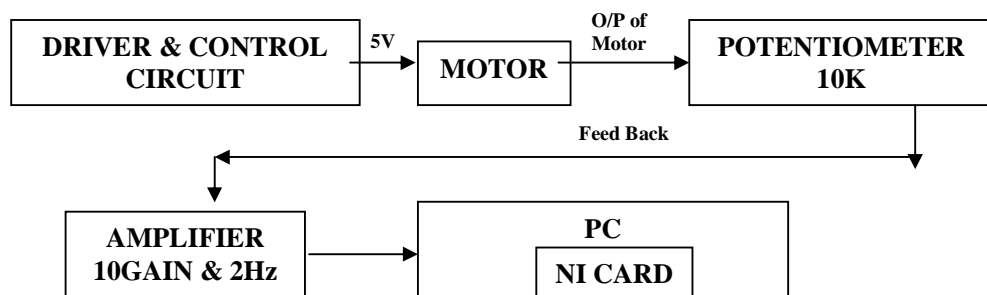 DRIVER & CONTROL
CIRCUIT
5V
MOTOR
O/P of
Motor
POTENTIOMETER
10K
Feed Back
AMPLIFIER
10GAIN & 2Hz
PC
NI CARD